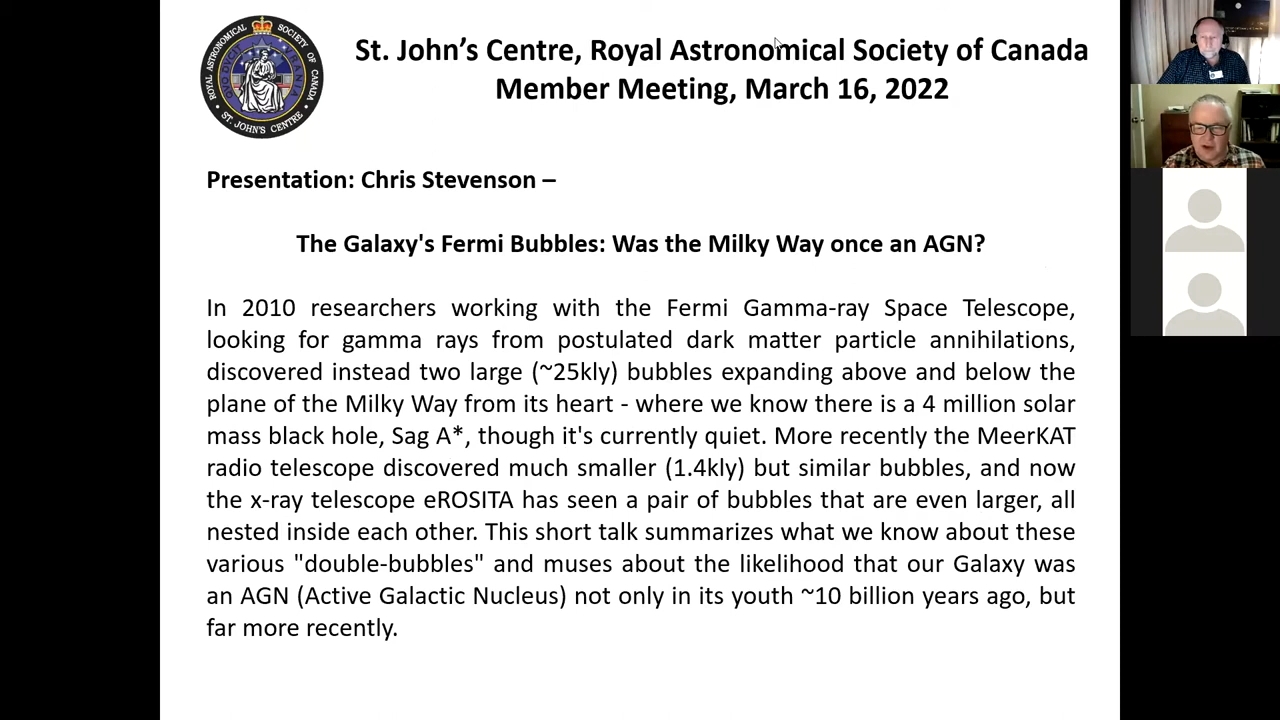 ROYAL ASTRONOMICAL SOCIETY OF CANADA
ST. JOHN'S CENTRE
St. John’s Centre, Royal Astronomical Society of Canada
Member Meeting, March 16, 2022
Presentation: Chris Stevenson –
The Galaxy's Fermi Bubbles: Was the Milky Way once an AGN?
In 2010 researchers working with the Fermi Gamma-ray Space Telescope,
looking for gamma rays from postulated dark matter particle annihilations,
discovered instead two large (~25kly) bubbles expanding above and below the
plane of the Milky Way from its heart - where we know there is a 4 million solar
mass black hole, Sag A*, though it's currently quiet. More recently the MeerKAT
radio telescope discovered much smaller (1.4kly) but similar bubbles, and now
the x-ray telescope eROSITA has seen a pair of bubbles that are even larger, all
nested inside each other. This short talk summarizes what we know about these
various "double-bubbles" and muses about the likelihood that our Galaxy was
an AGN (Active Galactic Nucleus) not only in its youth ~10 billion years ago, but
far more recently.